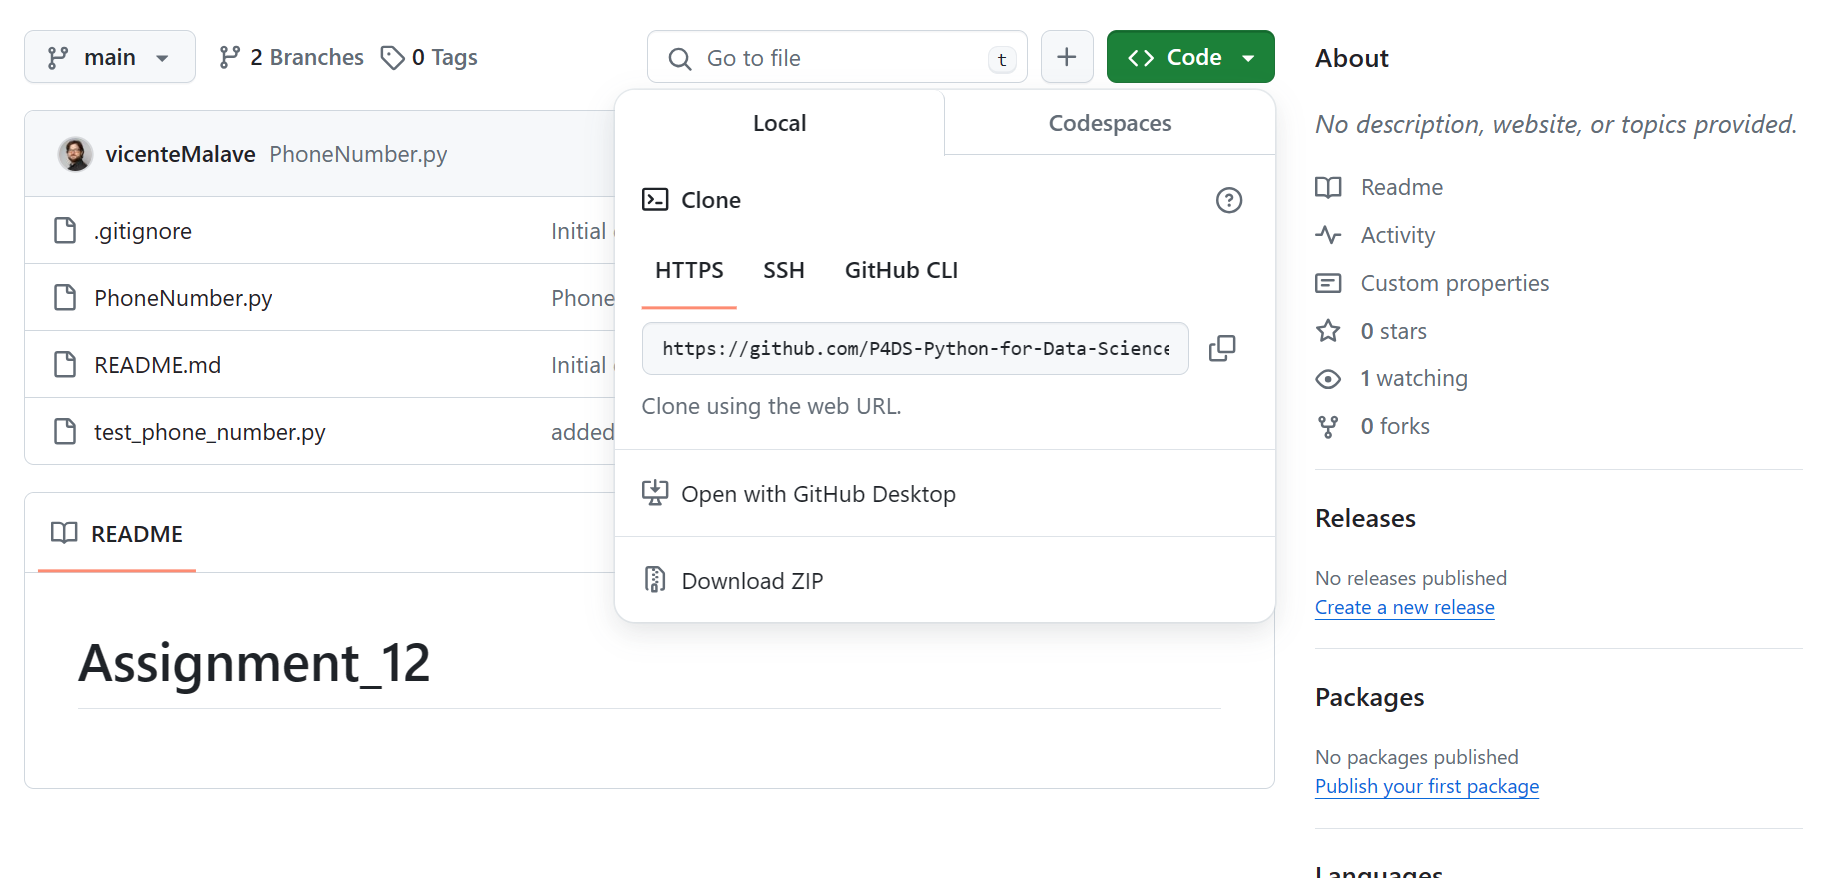 main
2 Branches
0 Tags
Go to file
t
Code
Local
Codespaces
Clone
HTTPS
SSH
GitHub CLI
https://github.com/P4DS-Python-for-Data-Science
Clone using the web URL.
Open with GitHub Desktop
Download ZIP
vicenteMalave PhoneNumber.py
.gitignore
Initial
PhoneNumber.py
Phone
README.md
Initial
test_phone_number.py
added
README
Assignment_12
About
No description, website, or topics provided.
Readme
Activity
Custom properties
0 stars
1 watching
0 forks
Releases
No releases published
Create a new release
Packages
No packages published
Publish your first package
Languages